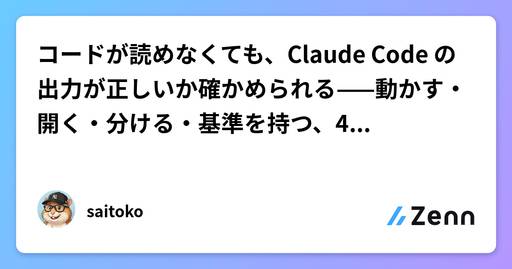 コードが読めなくても、Claude Code の
出力が正しいか確かめられる——動かす・
開く・分ける・基準を持つ、4...
saitoko
Zenn